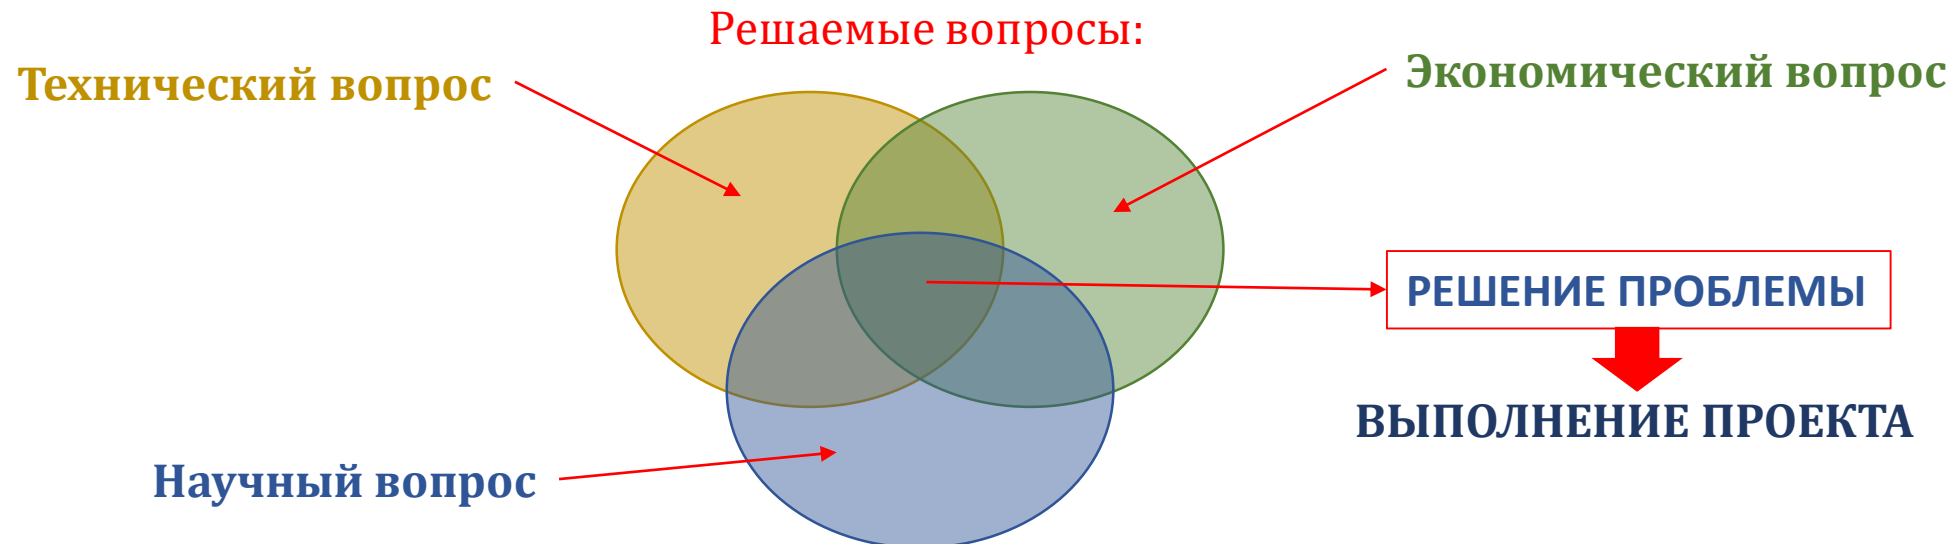 Решаемые вопросы:
Технический вопрос
Экономический вопрос
РЕШЕНИЕ ПРОБЛЕМЫ
ВЫПОЛНЕНИЕ ПРОЕКТА
Научный вопрос